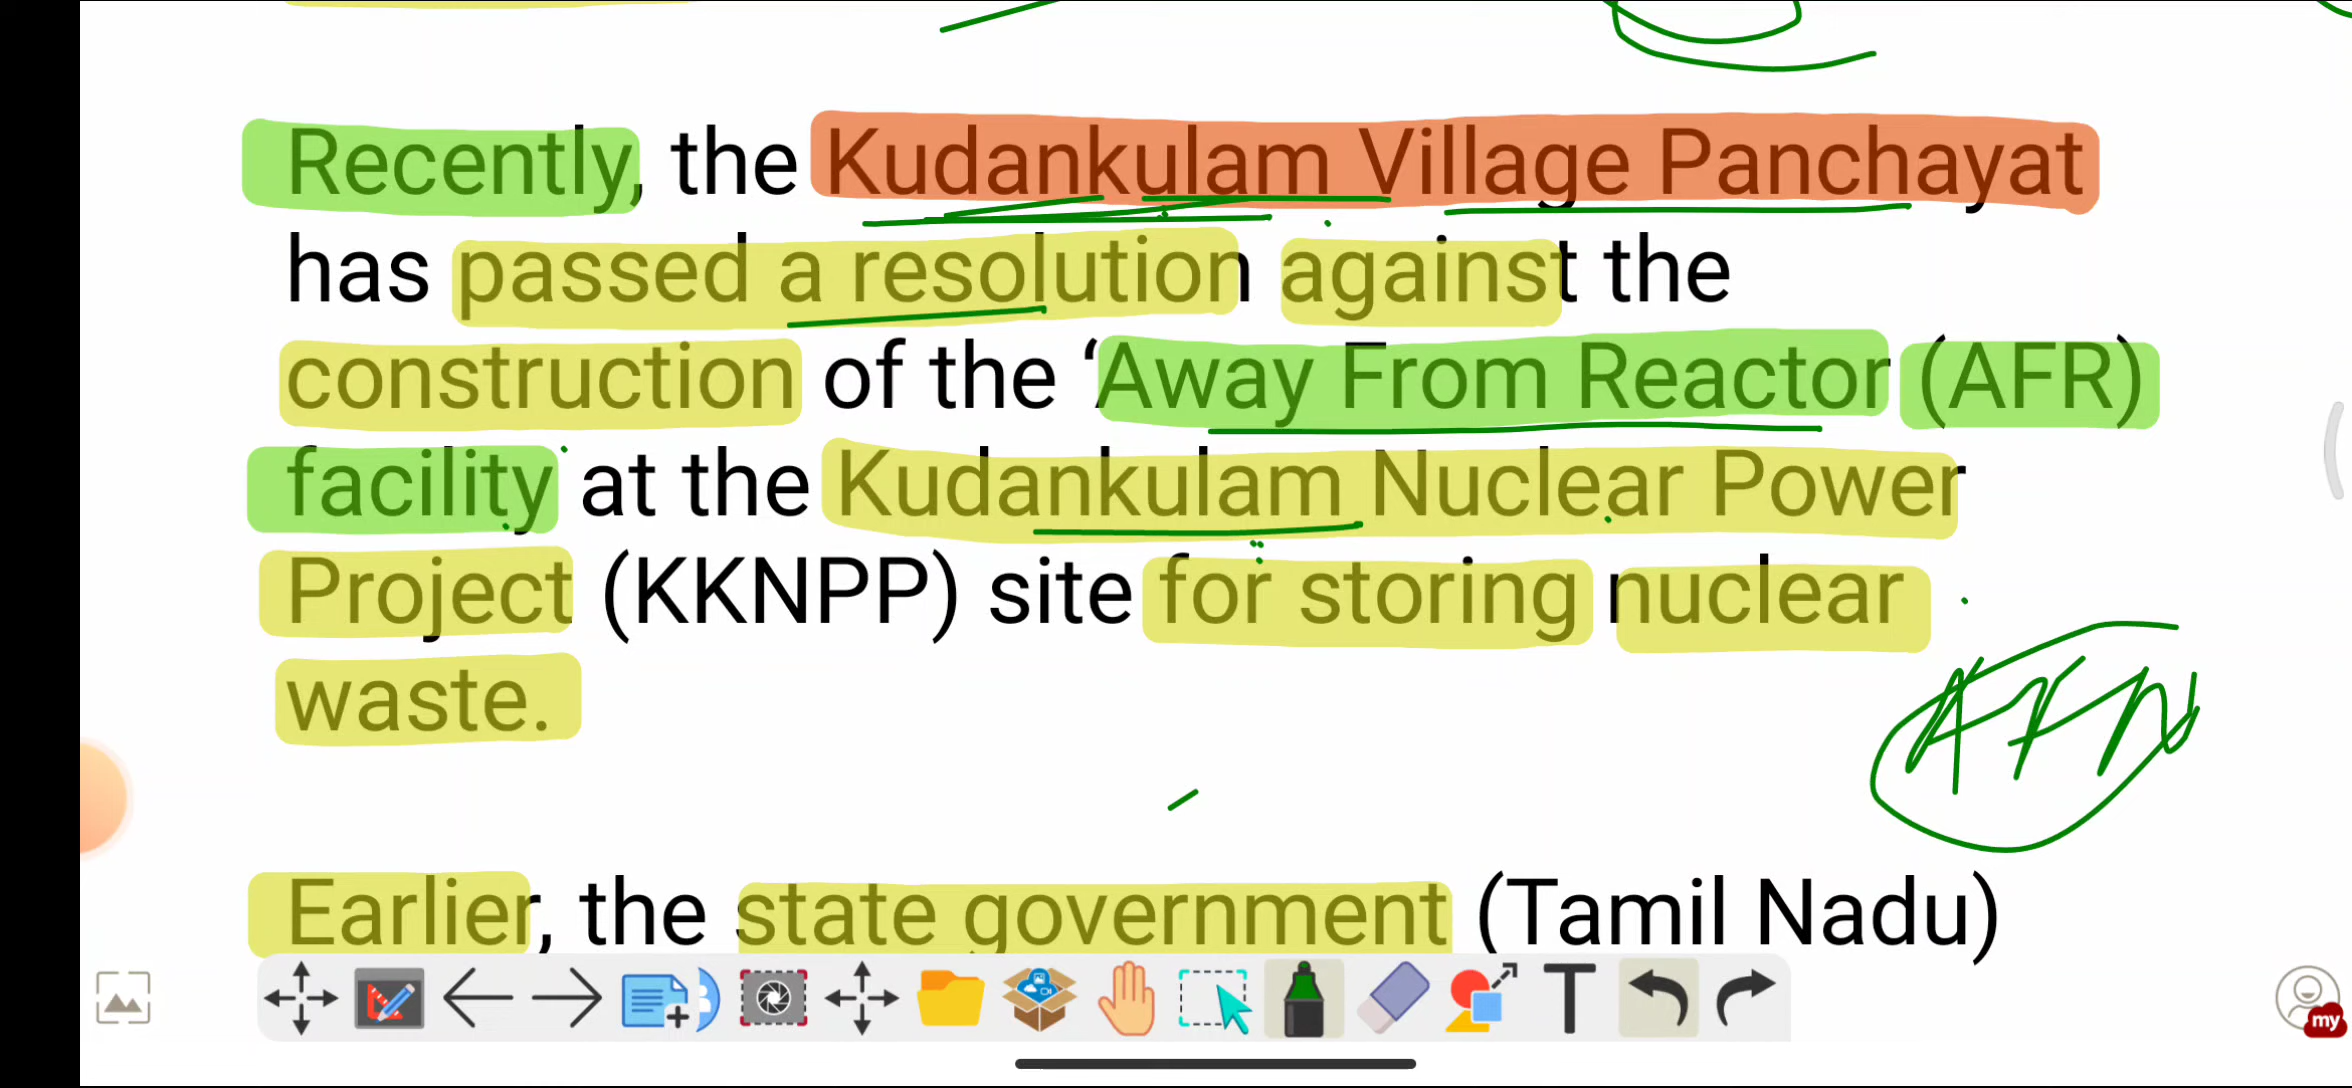 Recently, the Kudankulam Village Panchayat
has passed a resolution against the
construction of the ‘Away From Reactor (AFR)
facility at the Kudankulam Nuclear Power
Project (KKNPP) site for storing nuclear
waste.
Earlier, the state government (Tamil Nadu)
T
my